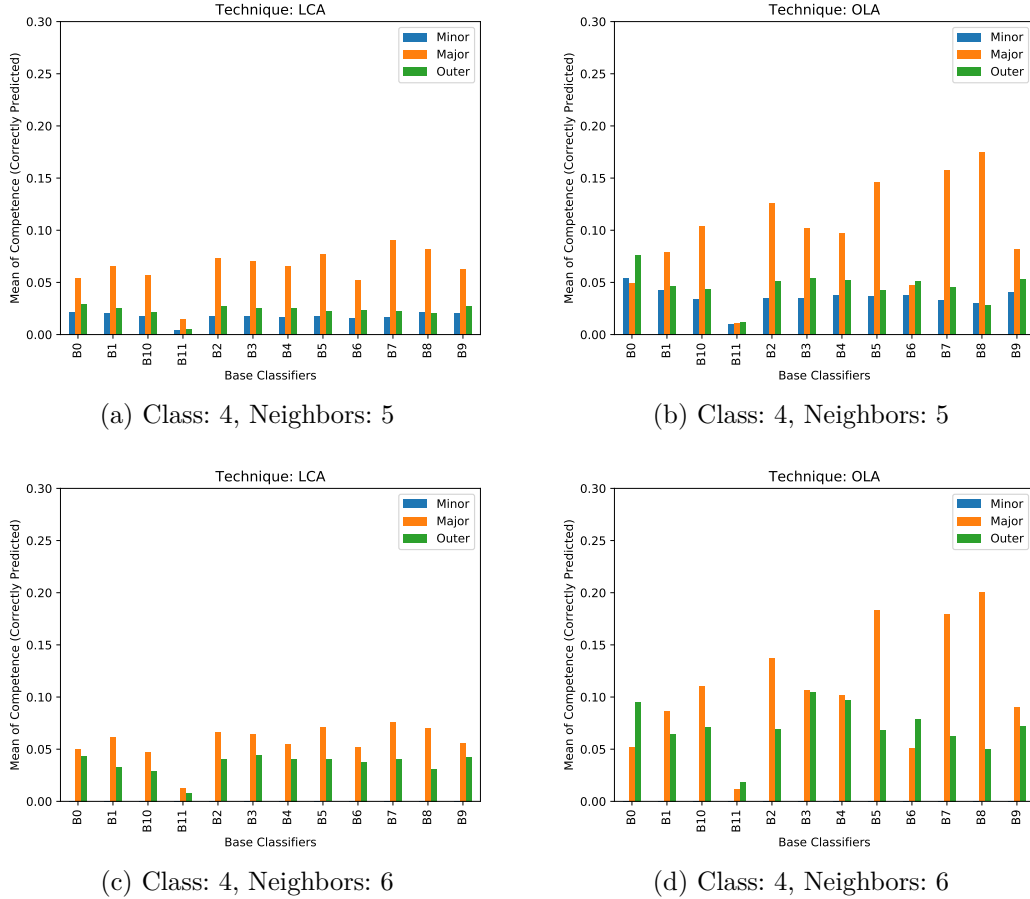 Technique: LCA
0.30
0.25
0.20
0.15
0.10
0.05
0.00
Mean of Competence (Correctly Predicted)
Minor
Major
Outer
B0 B1 B10 B11 B2 B3 B4 B5 B6 B7 B8 B9
Base Classifiers
(a) Class: 4, Neighbors: 5
Technique: OLA
0.30
0.25
0.20
0.15
0.10
0.05
0.00
Mean of Competence (Correctly Predicted)
Minor
Major
Outer
B0 B1 B10 B11 B2 B3 B4 B5 B6 B7 B8 B9
Base Classifiers
(b) Class: 4, Neighbors: 5
Technique: LCA
0.30
0.25
0.20
0.15
0.10
0.05
0.00
Mean of Competence (Correctly Predicted)
Minor
Major
Outer
B0 B1 B10 B11 B2 B3 B4 B5 B6 B7 B8 B9
Base Classifiers
(c) Class: 4, Neighbors: 6
Technique: OLA
0.30
0.25
0.20
0.15
0.10
0.05
0.00
Mean of Competence (Correctly Predicted)
Minor
Major
Outer
B0 B1 B10 B11 B2 B3 B4 B5 B6 B7 B8 B9
Base Classifiers
(d) Class: 4, Neighbors: 6